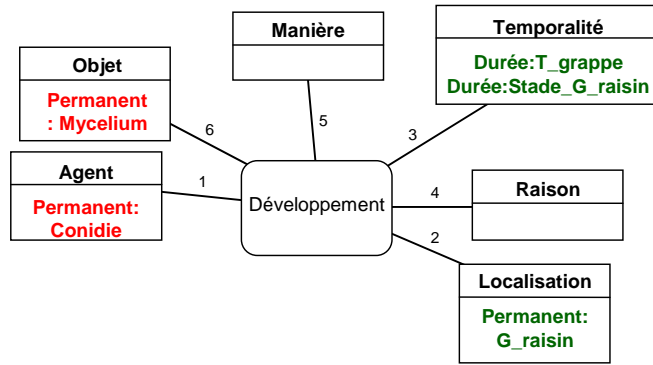 Manière
Temporalité
Durée:T_grappe
Durée:Stade_G_raisin
Objet
Permanent
: Mycelium
6
5
3
Agent
Permanent:
Conidie
1
Développement
4
Raison
2
Localisation
Permanent:
G_raisin